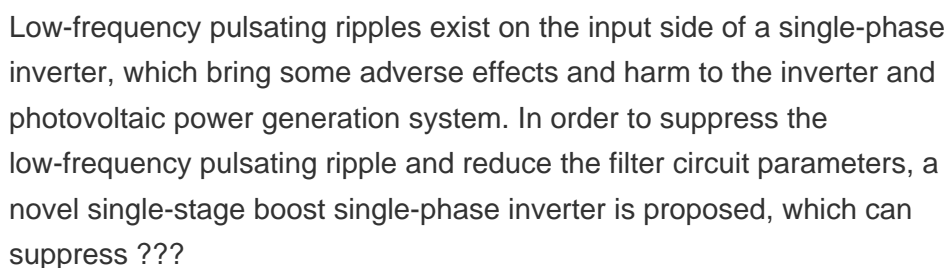 Low-frequency pulsating ripples exist on the input side of a single-phase
inverter, which bring some adverse effects and harm to the inverter and
photovoltaic power generation system. In order to suppress the
low-frequency pulsating ripple and reduce the filter circuit parameters, a
novel single-stage boost single-phase inverter is proposed, which can
suppress ???